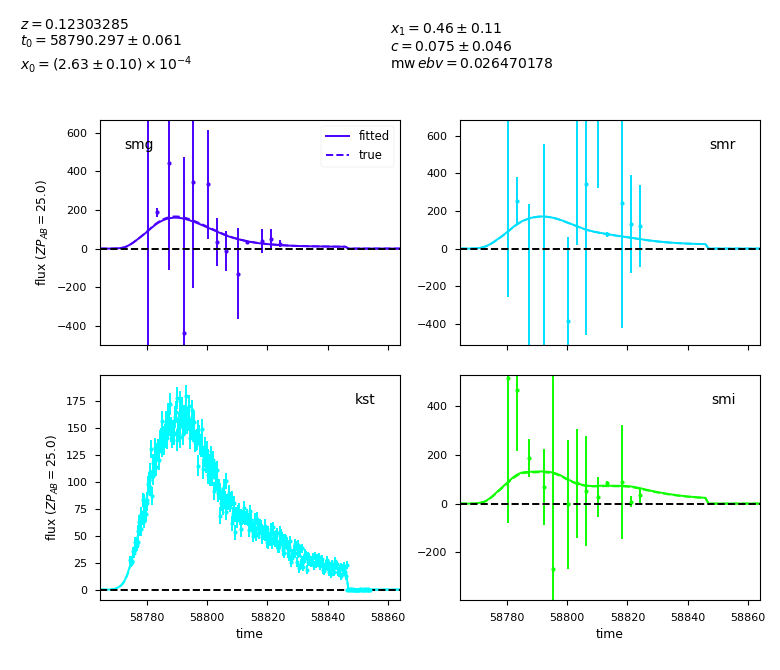 z = 0.12303285
t₀ = 58790.297 ± 0.061
x₀ = (2.63 ± 0.10) × 10⁻⁴
x₁ = 0.46 ± 0.11
c = 0.075 ± 0.046
mw ebv = 0.026470178
smg
fitted
true
600
400
200
0
−200
−400
flux (ZP_AB = 25.0)
smr
600
400
200
0
−200
−400
kst
175
150
125
100
75
50
25
0
flux (ZP_AB = 25.0)
58780 58800 58820 58840 58860
time
smi
400
200
0
−200
58780 58800 58820 58840 58860
time